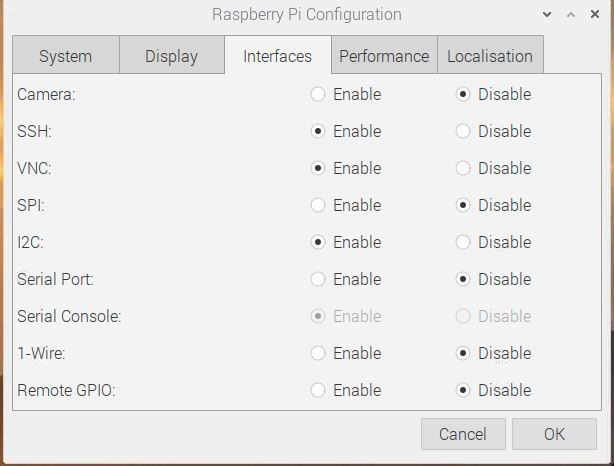 Raspberry Pi Configuration
System Display Interfaces Performance Localisation
Camera: Enable Disable
SSH: Enable Disable
VNC: Enable Disable
SPI: Enable Disable
I2C: Enable Disable
Serial Port: Enable Disable
Serial Console: Enable Disable
1-Wire: Enable Disable
Remote GPIO: Enable Disable
Cancel OK